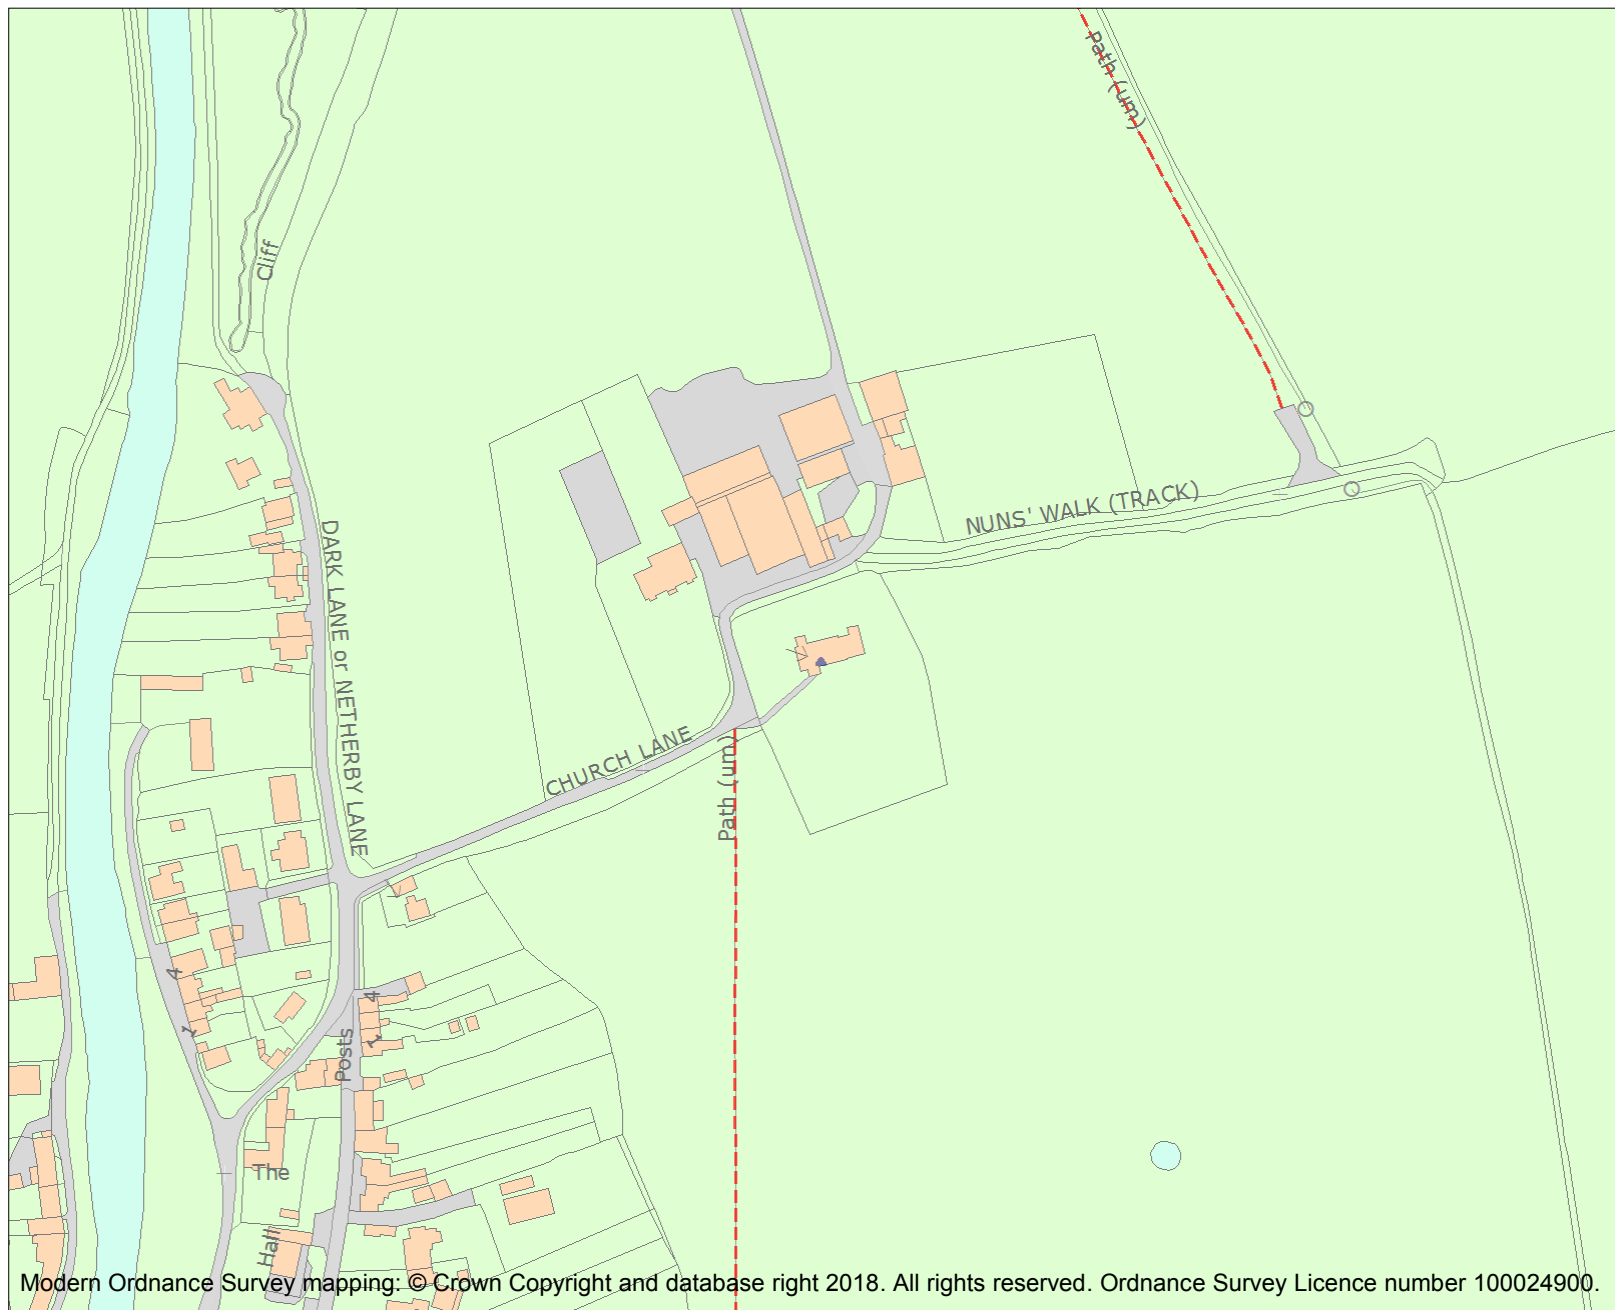 Path (um)
Cliff
NUNS' WALK (TRACK)
DARK LANE or NETHERBY LANE
CHURCH LANE
Path (um)
4
1
4
1
Posts
The
Hall
Modern Ordnance Survey mapping: © Crown Copyright and database right 2018. All rights reserved. Ordnance Survey Licence number 100024900.